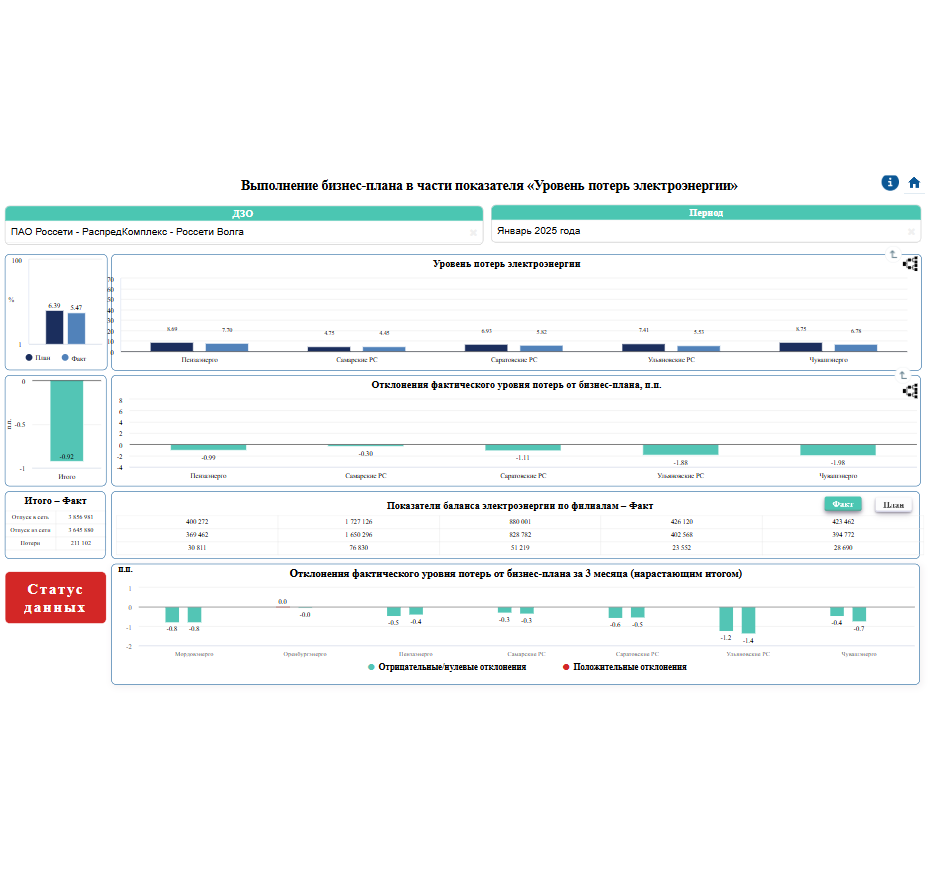 Выполнение бизнес-плана в части показателя «Уровень потерь электроэнергии»
ДЗО
ПАО Россети - РаспредКомплекс - Россети Волга
Период
Январь 2025 года
100
%
1
6.39 5.47
План Факт
Уровень потерь электроэнергии
70
60
50
40
30
20
10
0
8.69 7.70 4.75 4.45 6.93 5.82 7.41 5.53 8.75 6.78
Пензаэнерго Самарские РС Саратовские РС Ульяновские РС Чувашэнерго
0
п.п.
-0.5
-1
-0.92
Итого
Отклонения фактического уровня потерь от бизнес-плана, п.п.
8
6
4
2
0
-2
-4
-0.99 -0.30 -1.11 -1.88 -1.98
Пензаэнерго Самарские РС Саратовские РС Ульяновские РС Чувашэнерго
Итого – Факт
Отпуск в сеть 3 856 981
Отпуск из сети 3 645 880
Потери 211 102
Показатели баланса электроэнергии по филиалам – Факт
Факт
План
400 272 1 727 126 880 001 426 120 423 462
369 462 1 650 296 828 782 402 568 394 772
30 811 76 830 51 219 23 552 28 690
Статус
данных
п.п.
Отклонения фактического уровня потерь от бизнес-плана за 3 месяца (нарастающим итогом)
1
0
-1
-2
-0.8 -0.8 0.0 -0.0 -0.5 -0.4 -0.3 -0.3 -0.6 -0.5 -1.2 -1.4 -0.4 -0.7
Мордовэнерго Оренбургэнерго Пензаэнерго Самарские РС Саратовские РС Ульяновские РС Чувашэнерго
Отрицательные/нулевые отклонения Положительные отклонения